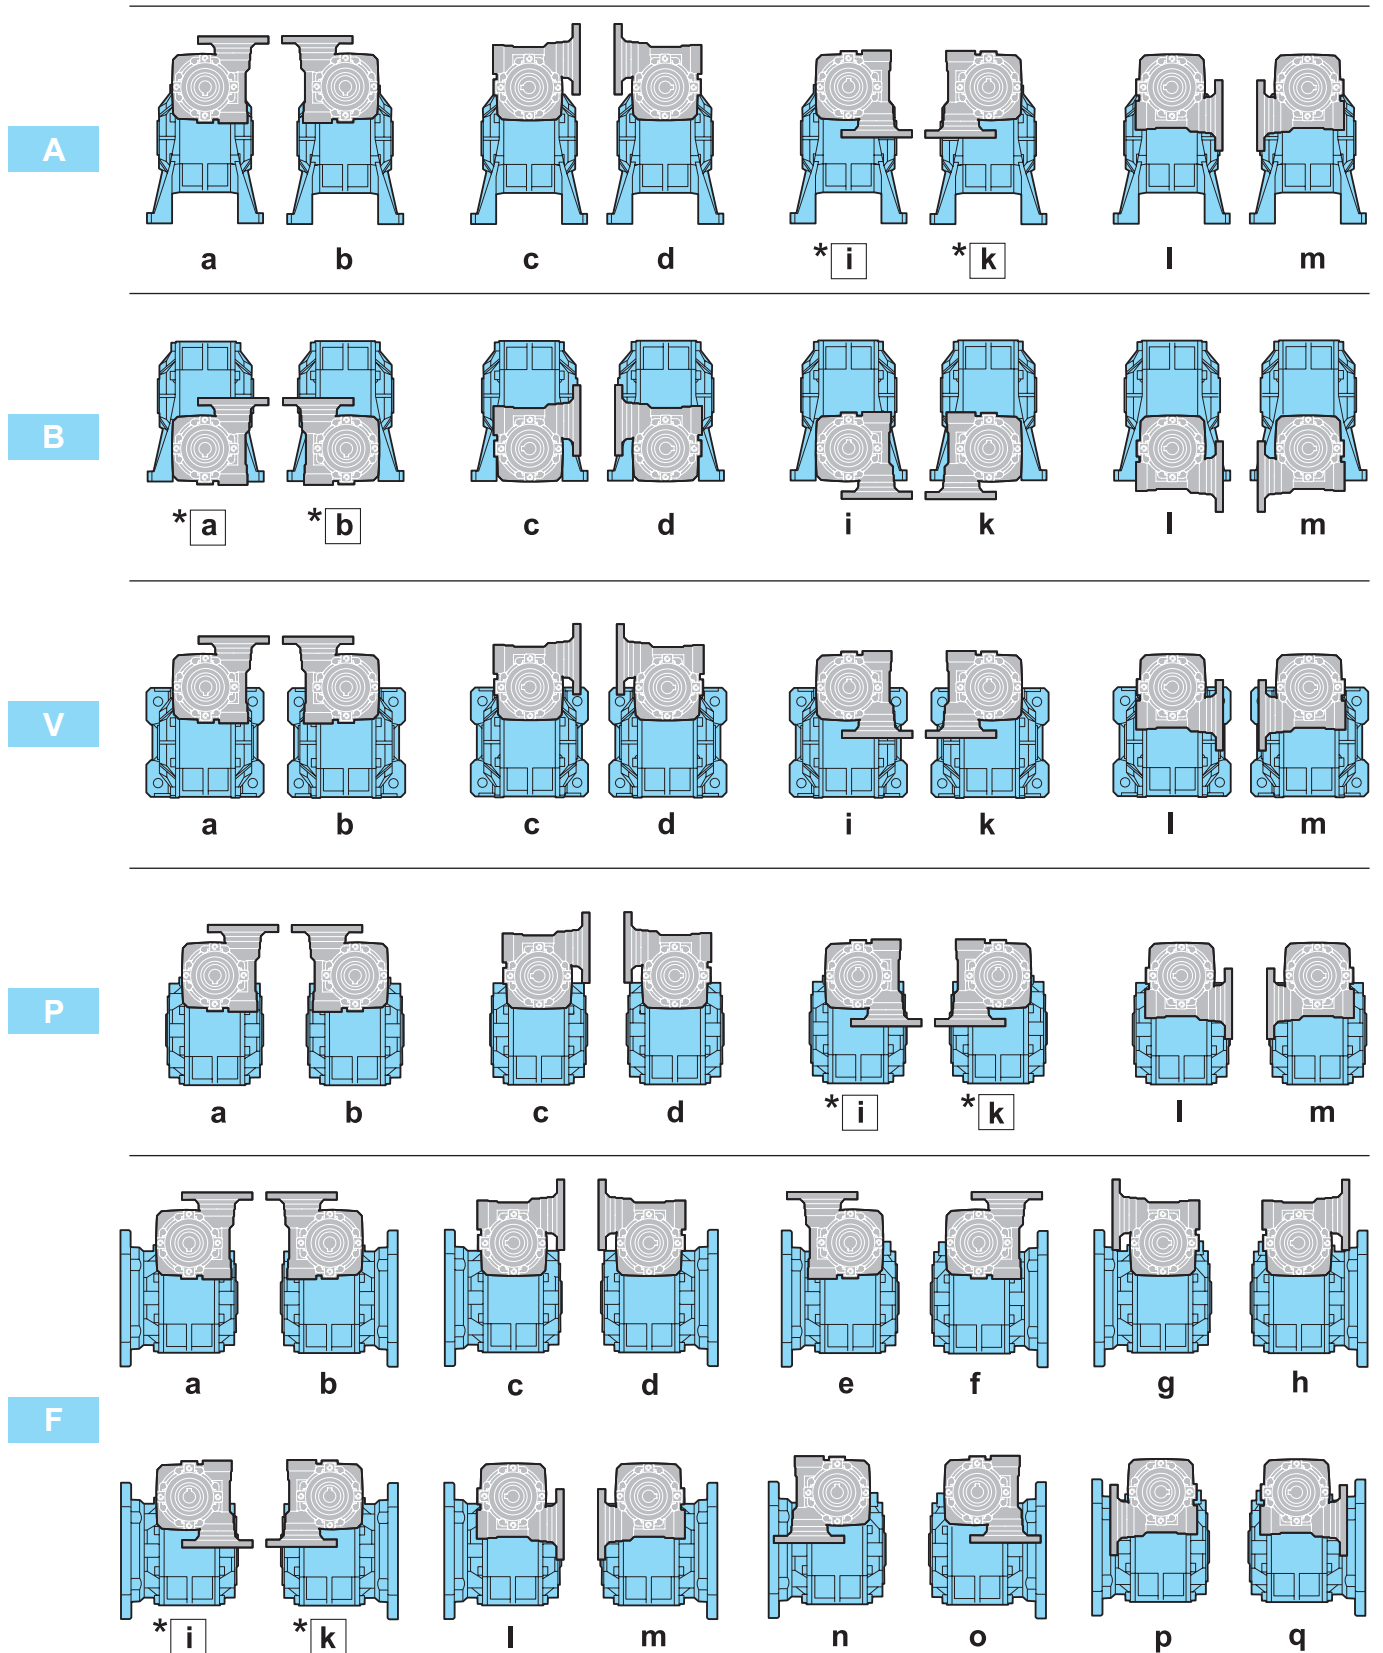 A
a b c d * i * k l m
B
* a * b c d i k l m
V
a b c d i k l m
P
a b c d * i * k l m
F
a b c d e f g h
* i * k l m n o p q